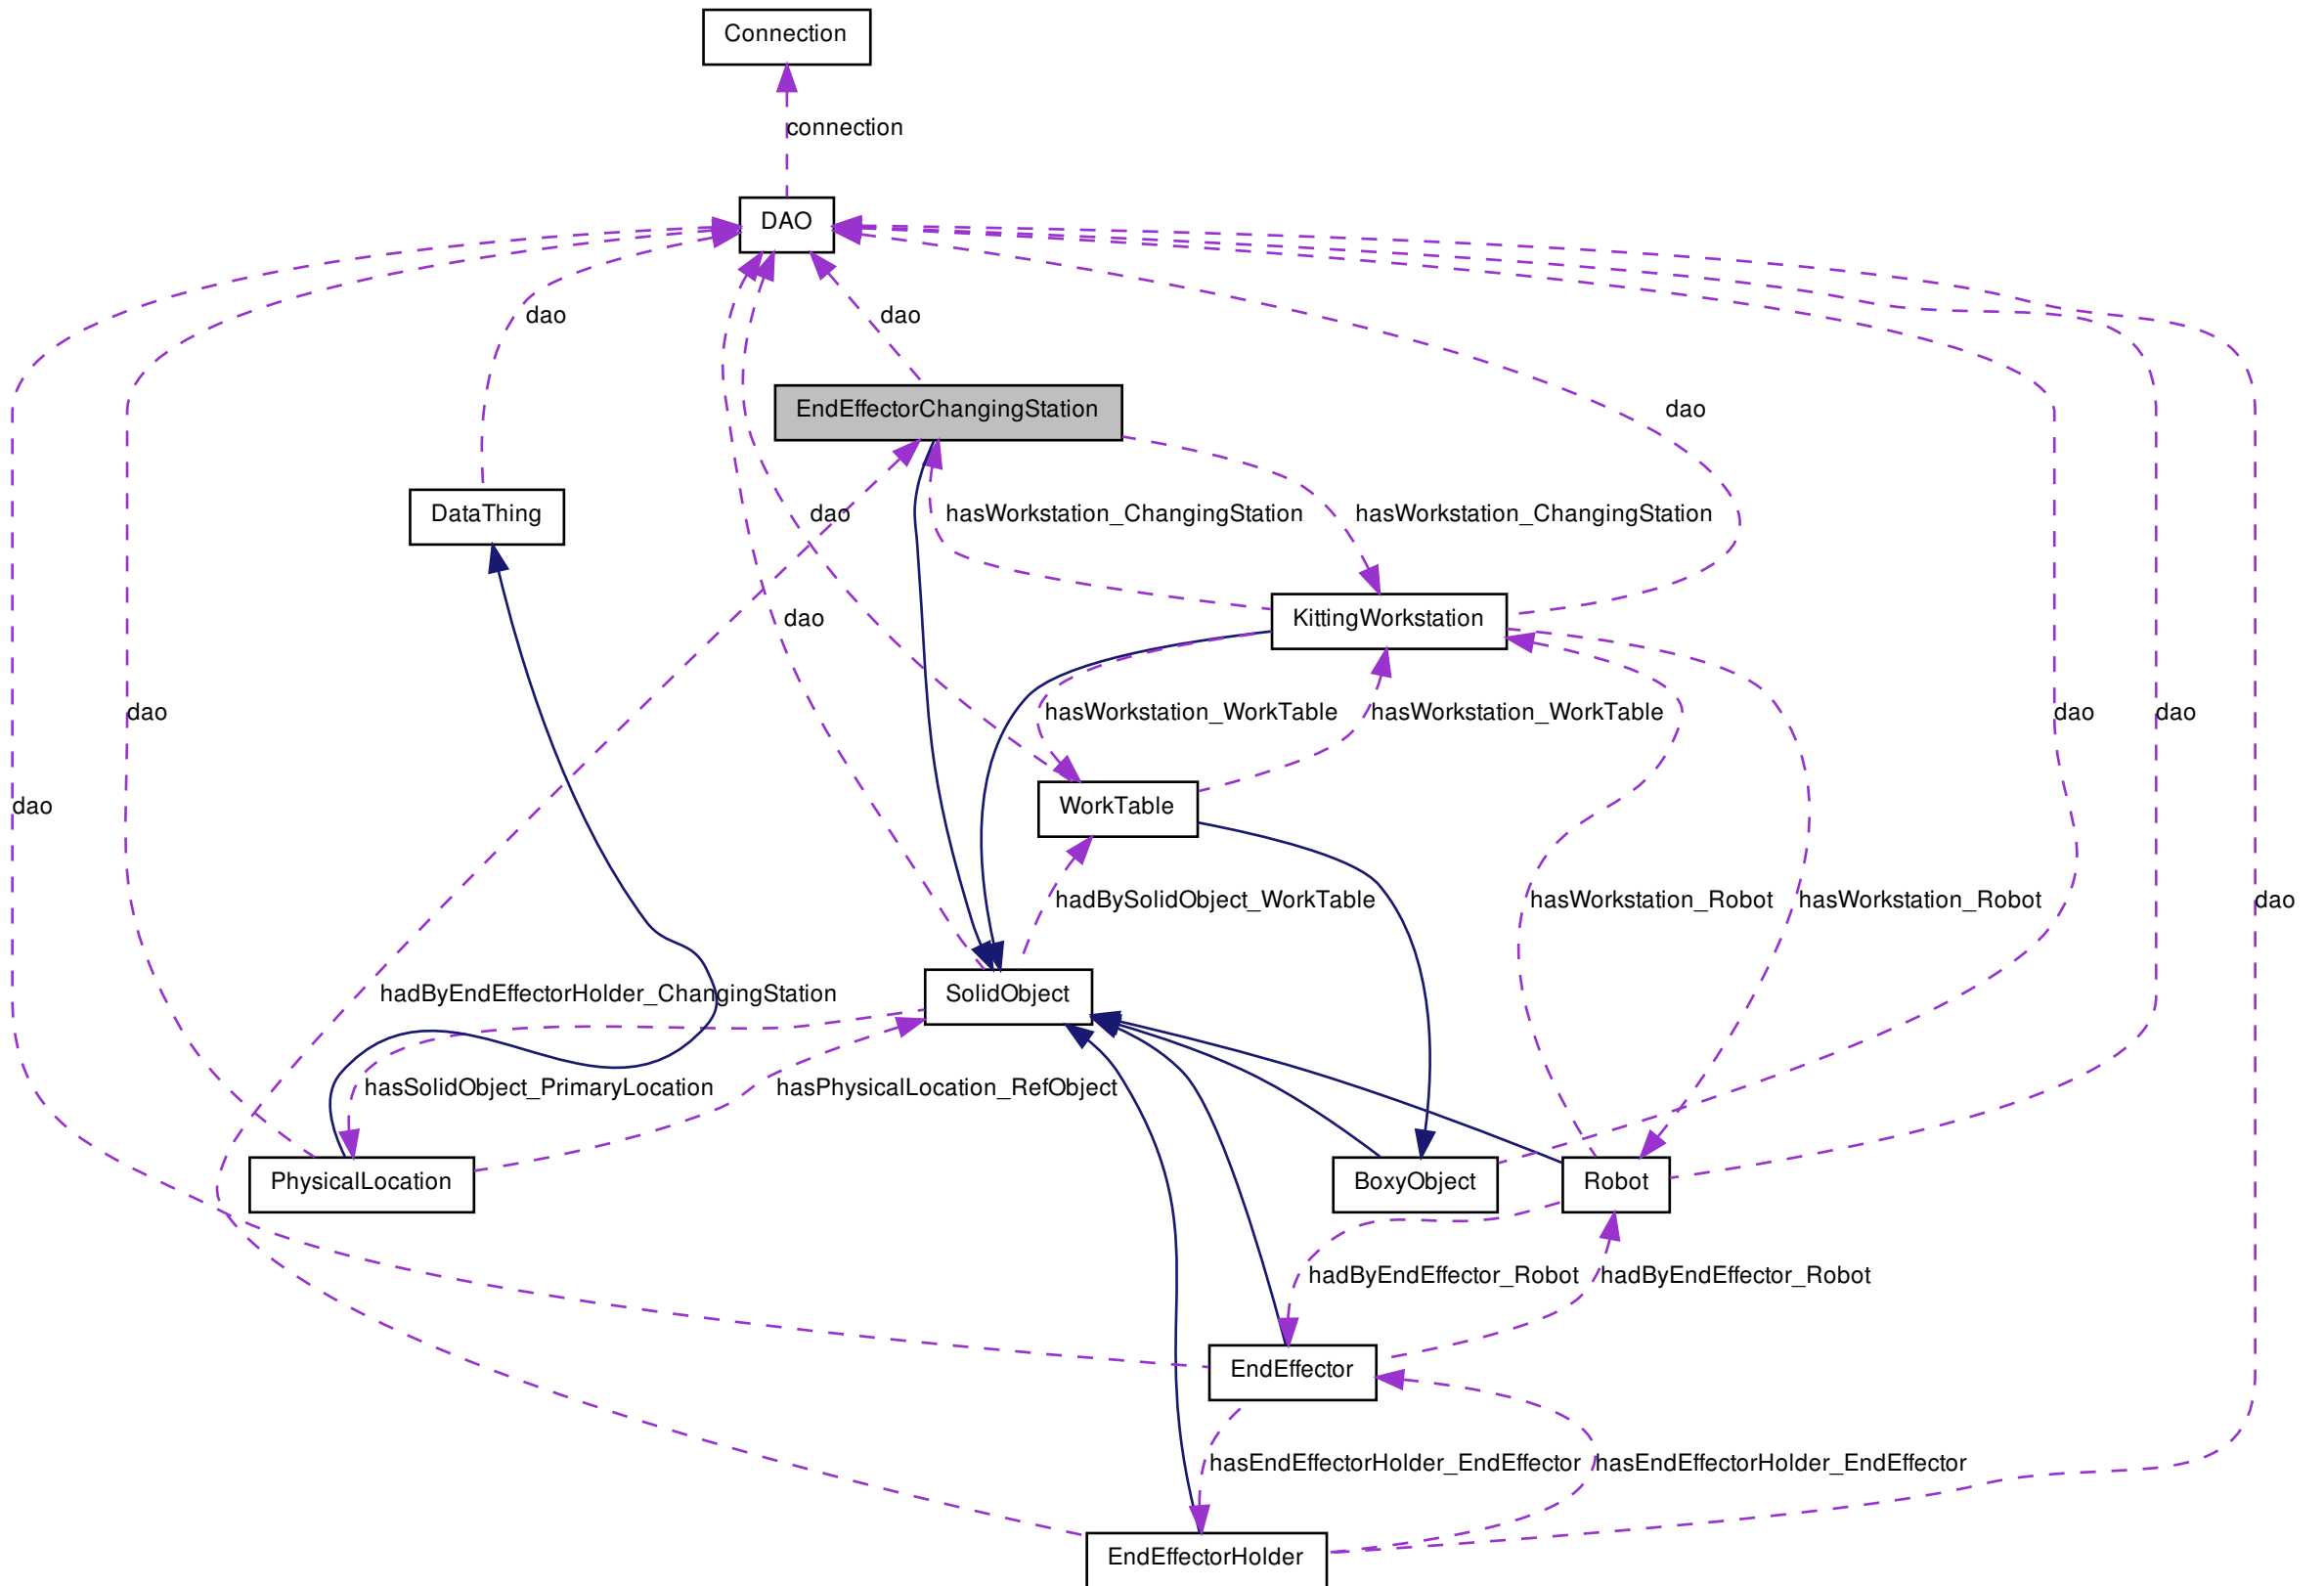 Connection
connection
DAO
dao
dao
EndEffectorChangingStation
dao
DataThing
dao
hasWorkstation_ChangingStation
hasWorkstation_ChangingStation
KittingWorkstation
dao
dao
hasWorkstation_WorkTable
hasWorkstation_WorkTable
dao
dao
dao
WorkTable
hadBySolidObject_WorkTable
hasWorkstation_Robot
hasWorkstation_Robot
dao
hadByEndEffectorHolder_ChangingStation
SolidObject
hasSolidObject_PrimaryLocation
hasPhysicalLocation_RefObject
PhysicalLocation
BoxyObject
Robot
hadByEndEffector_Robot
hadByEndEffector_Robot
EndEffector
hasEndEffectorHolder_EndEffector
hasEndEffectorHolder_EndEffector
EndEffectorHolder